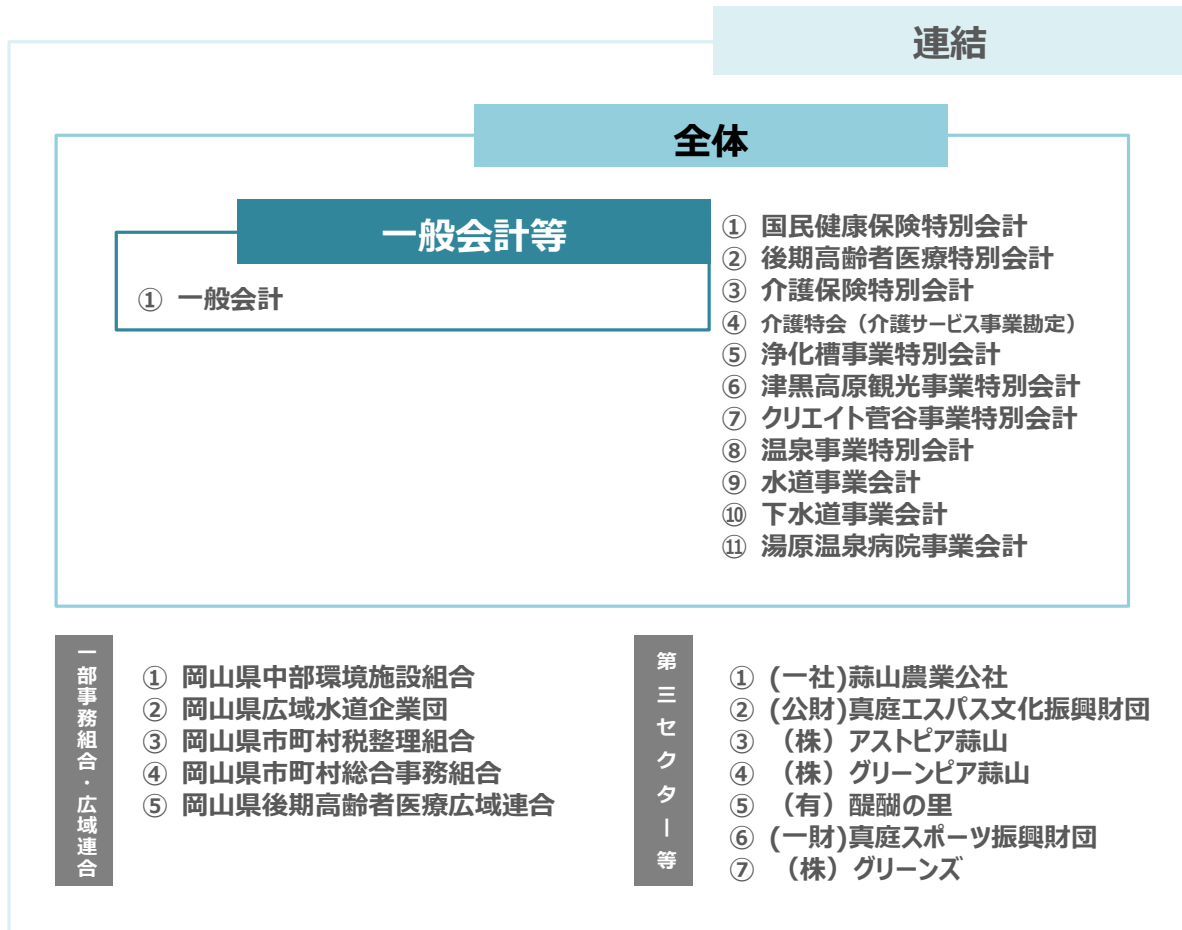 連結
全体
一般会計等
① 一般会計
① 国民健康保険特別会計
② 後期高齢者医療特別会計
③ 介護保険特別会計
④ 介護特会（介護サービス事業勘定）
⑤ 浄化槽事業特別会計
⑥ 津黒高原観光事業特別会計
⑦ クリエイト菅谷事業特別会計
⑧ 温泉事業特別会計
⑨ 水道事業会計
⑩ 下水道事業会計
⑪ 湯原温泉病院事業会計
一部事務組合・広域連合
① 岡山県中部環境施設組合
② 岡山県広域水道企業団
③ 岡山県市町村税整理組合
④ 岡山県市町村総合事務組合
⑤ 岡山県後期高齢者医療広域連合
第三セクター等
① (一社)蒜山農業公社
② (公財)真庭エスパス文化振興財団
③ （株）アストピア蒜山
④ （株）グリーンピア蒜山
⑤ （有）醍醐の里
⑥ (一財)真庭スポーツ振興財団
⑦ （株）グリーンズ